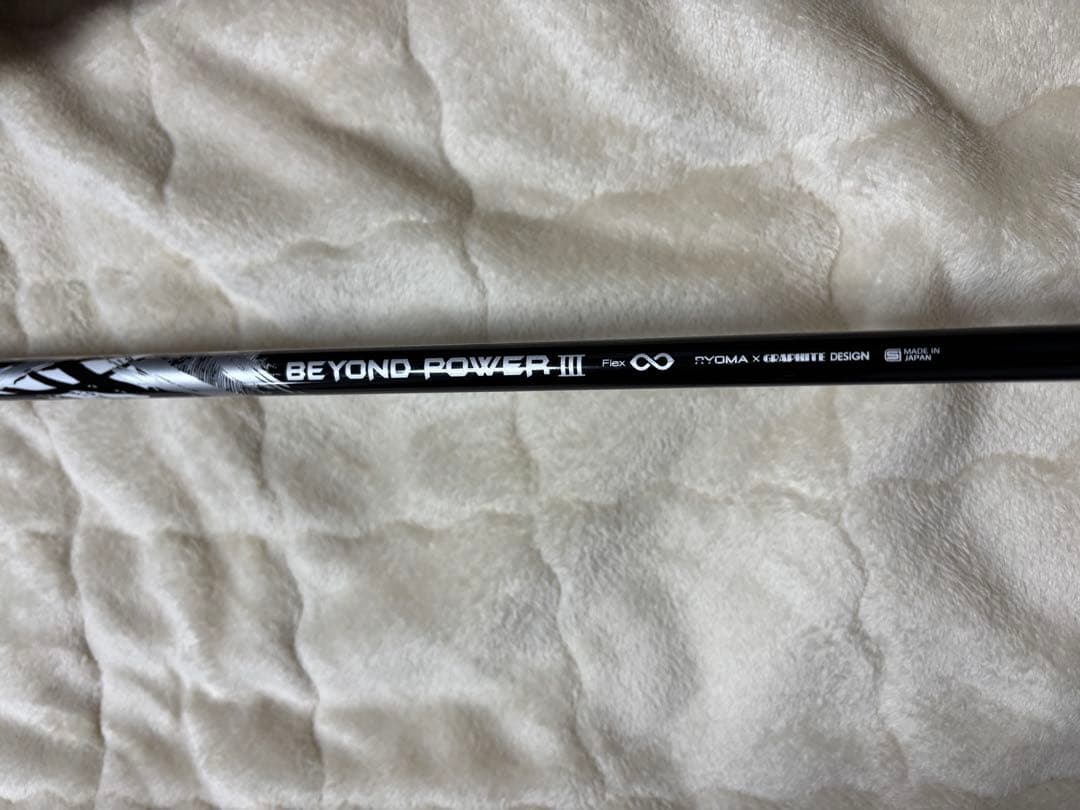 BEYOND POWER III Flex ∞ RYOMA × GRAPHITE DESIGN S MADE IN
JAPAN